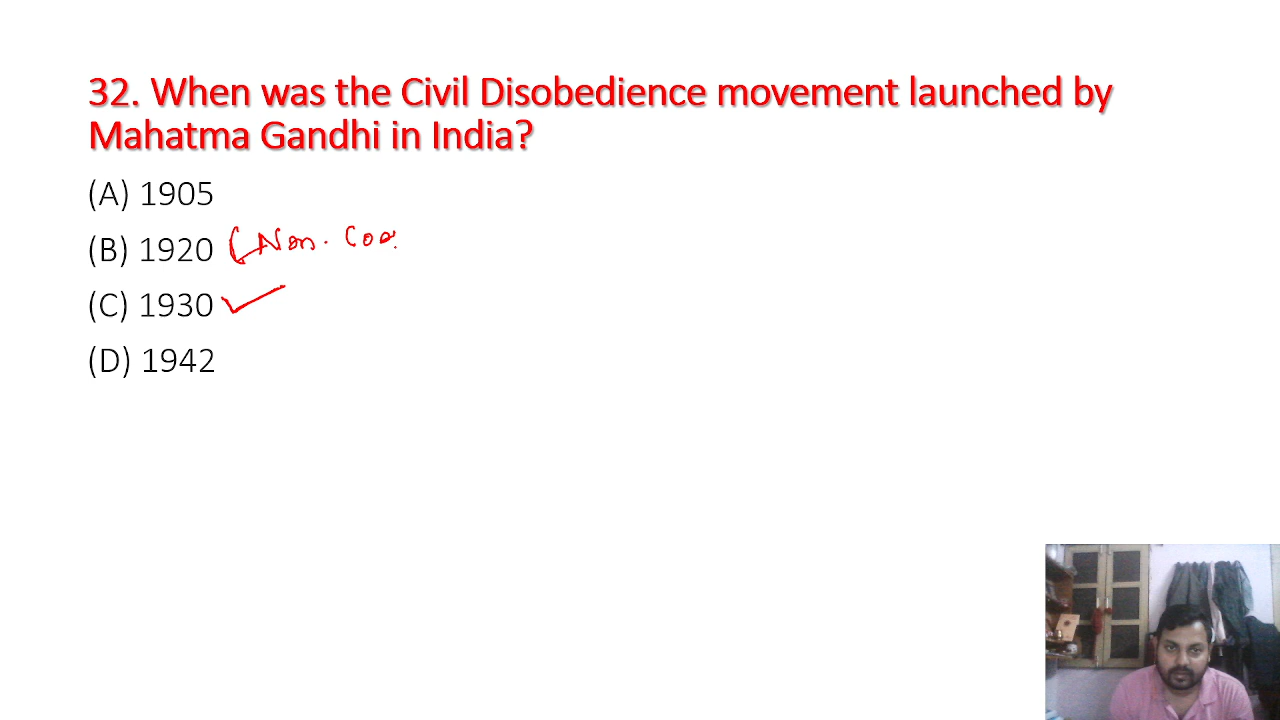 32. When was the Civil Disobedience movement launched by
Mahatma Gandhi in India?
(A) 1905
(B) 1920 (Non. Coo
(C) 1930
(D) 1942